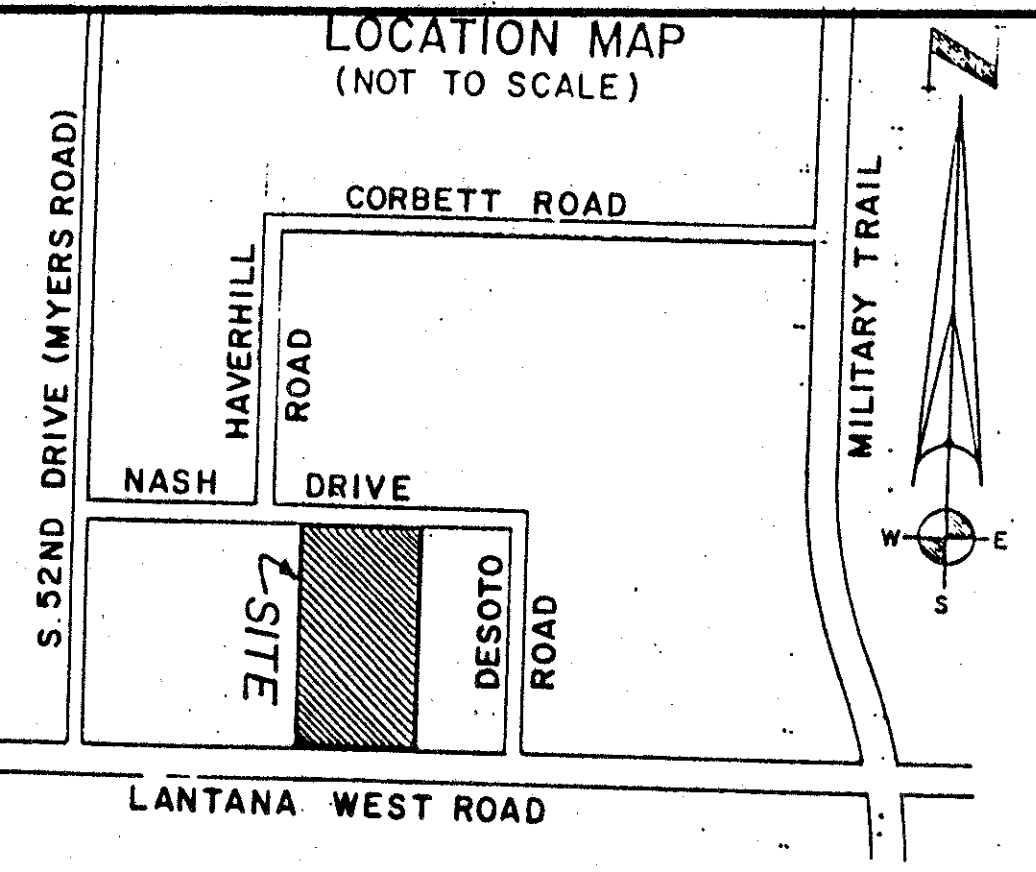 LOCATION MAP
(NOT TO SCALE)
N
CORBETT ROAD
S. 52ND DRIVE (MYERS ROAD)
HAVERHILL
ROAD
MILITARY TRAIL
NASH DRIVE
W E
S
SITE
DESOTO
ROAD
LANTANA WEST ROAD